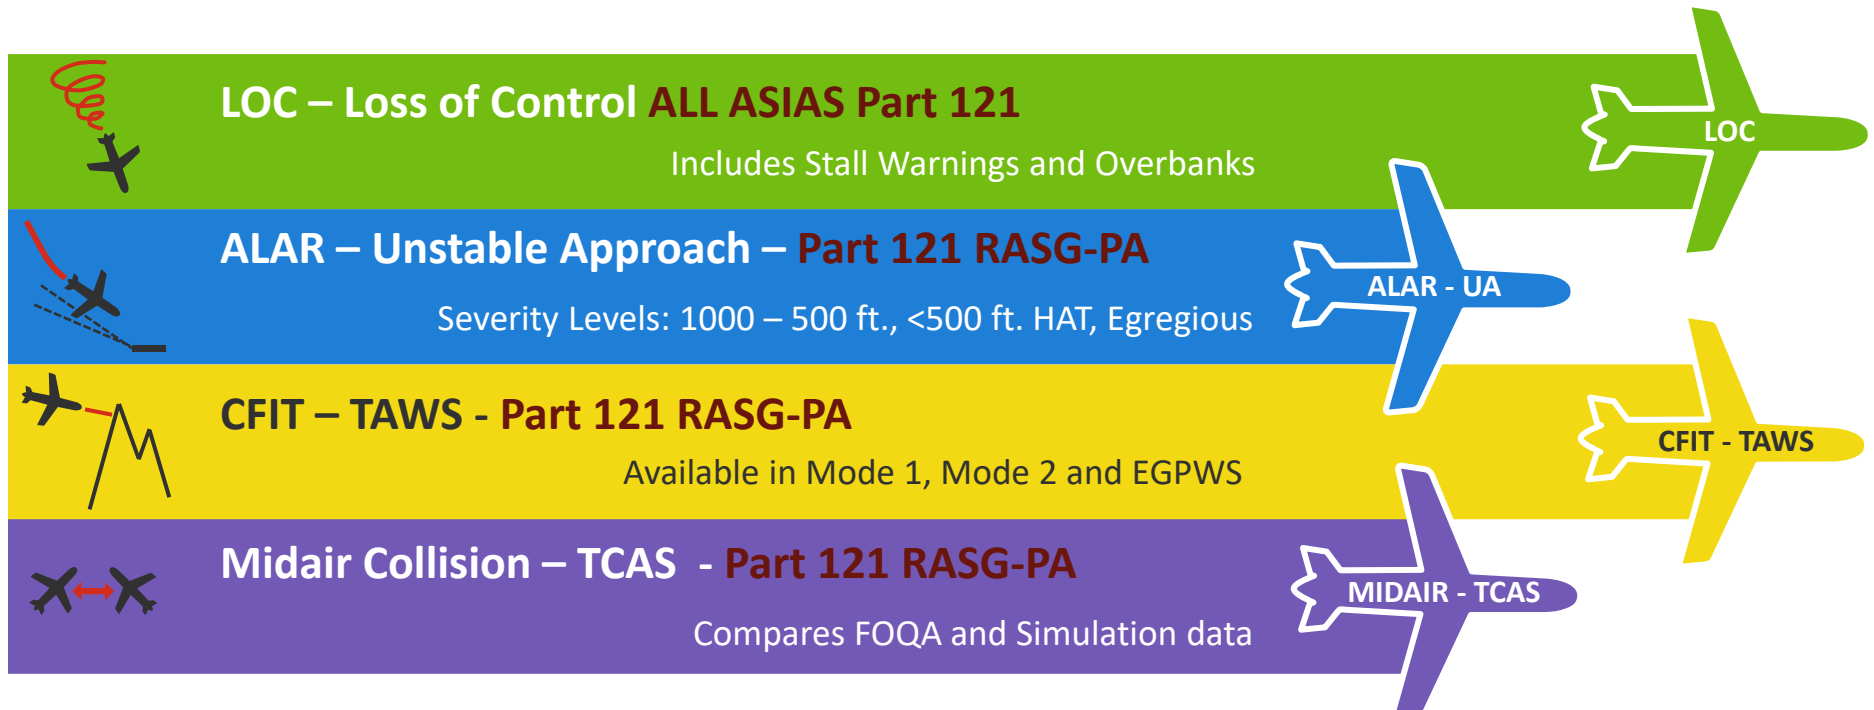 LOC – Loss of Control ALL ASIAS Part 121
Includes Stall Warnings and Overbanks
LOC
ALAR – Unstable Approach – Part 121 RASG-PA
Severity Levels: 1000 – 500 ft., <500 ft. HAT, Egregious
ALAR - UA
CFIT – TAWS - Part 121 RASG-PA
Available in Mode 1, Mode 2 and EGPWS
CFIT - TAWS
Midair Collision – TCAS - Part 121 RASG-PA
Compares FOQA and Simulation data
MIDAIR - TCAS